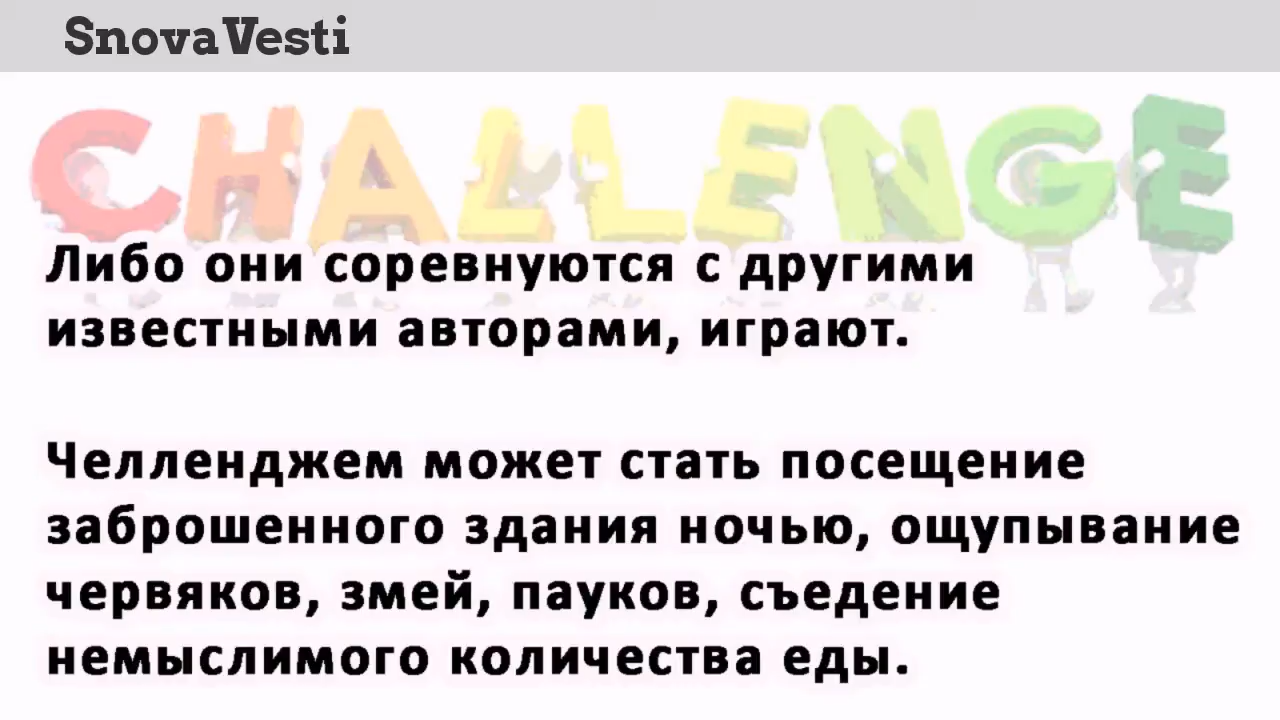 SnovaVesti
CHALLENGE
Либо они соревнуются с другими
известными авторами, играют.
Челленджем может стать посещение
заброшенного здания ночью, ощупывание
червяков, змей, пауков, съедение
немыслимого количества еды.